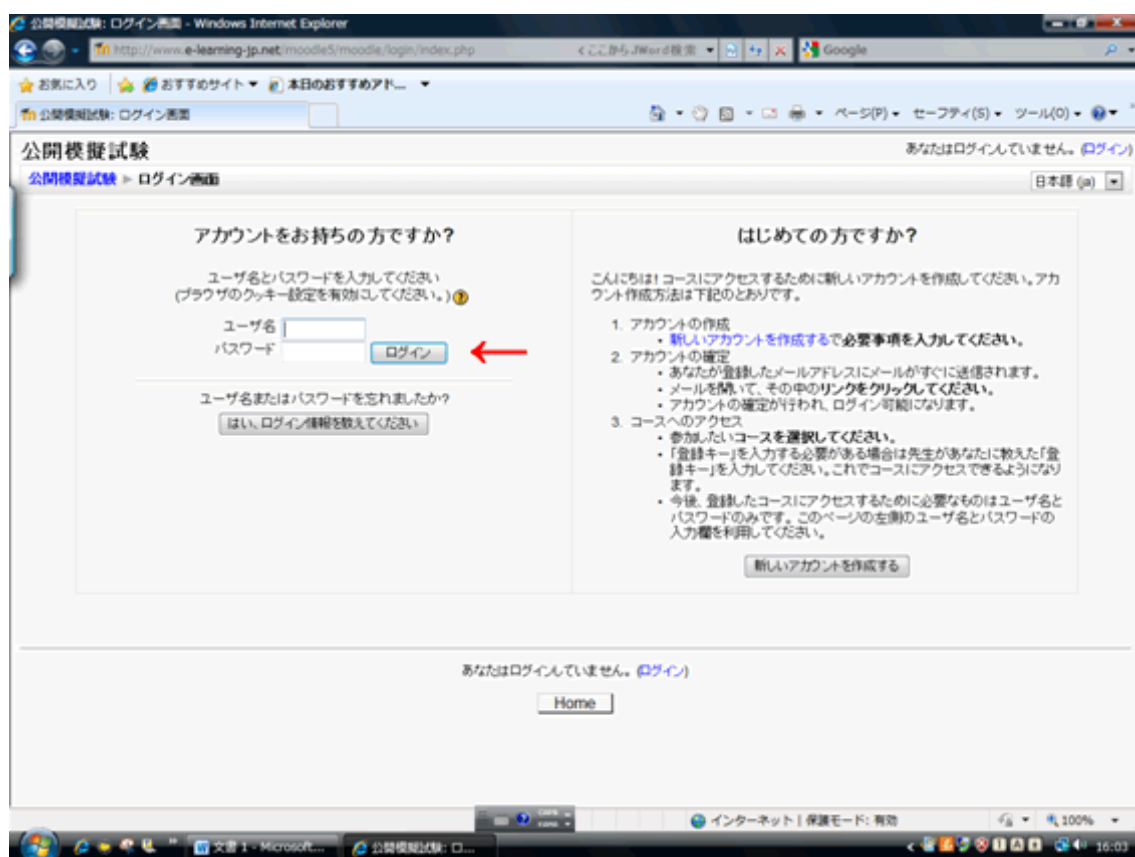 公開模擬試験: ログイン画面 - Windows Internet Explorer
http://www.e-learning-jp.net/moodle5/moodle/login/index.php
くここから JWord検索
Google
お気に入り
おすすめサイト
本日のおすすめアド...
公開模擬試験: ログイン画面
ページ(P)
セーフティ(S)
ツール(O)
公開模擬試験
あなたはログインしていません。 (ログイン)
公開模擬試験 ► ログイン画面
日本語 (ja)
アカウントをお持ちの方ですか?
ユーザ名とパスワードを入力してください
(ブラウザのクッキー設定を有効にしてください。)
ユーザ名
パスワード
ログイン
ユーザ名またはパスワードを忘れましたか?
はい、ログイン情報を教えてください
はじめての方ですか?
こんにちは! コースにアクセスするために新しいアカウントを作成してください。アカ
ウント作成方法は下記のとおりです。
1. アカウントの作成
• 新しいアカウントを作成するで必要事項を入力してください。
2. アカウントの確定
• あなたが登録したメールアドレスにメールがすぐに送信されます。
• メールを開いて、その中のリンクをクリックしてください。
• アカウントの確定が行われ、ログイン可能になります。
3. コースへのアクセス
• 参加したいコースを選択してください。
• 「登録キー」を入力する必要がある場合は先生があなたに教えた「登
録キー」を入力してください。これでコースにアクセスできるようになり
ます。
• 今後、登録したコースにアクセスするために必要なものはユーザ名と
パスワードのみです。このページの左側のユーザ名とパスワードの
入力欄を利用してください。
新しいアカウントを作成する
あなたはログインしていません。 (ログイン)
Home
インターネット | 保護モード: 有効
100%
文書 1 - Microsoft...
公開模擬試験: ロ...
16:03